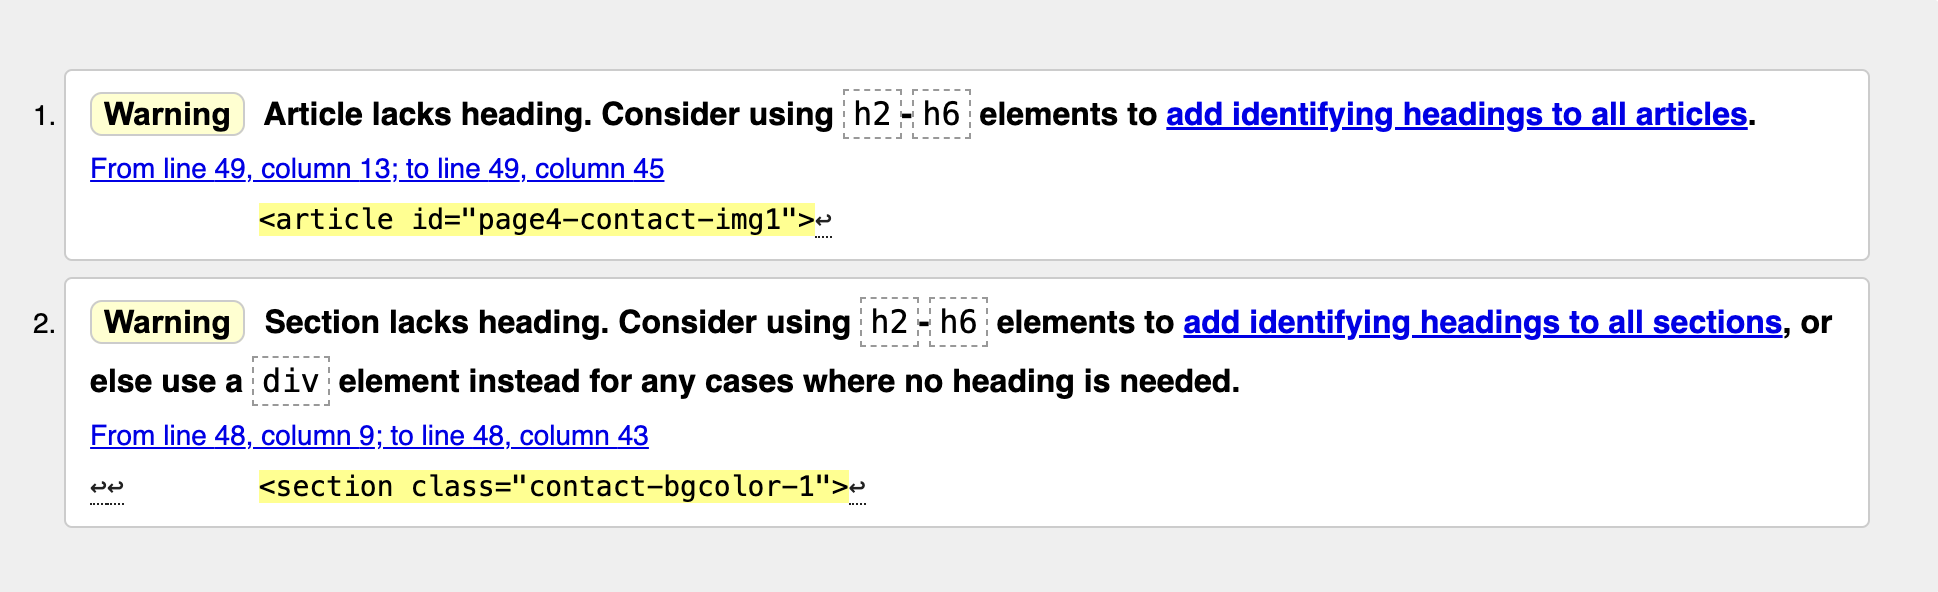 1. Warning Article lacks heading. Consider using h2-h6 elements to add identifying headings to all articles.
From line 49, column 13; to line 49, column 45
<article id="page4-contact-img1">↩
2. Warning Section lacks heading. Consider using h2-h6 elements to add identifying headings to all sections, or
else use a div element instead for any cases where no heading is needed.
From line 48, column 9; to line 48, column 43
↩↩ <section class="contact-bgcolor-1">↩